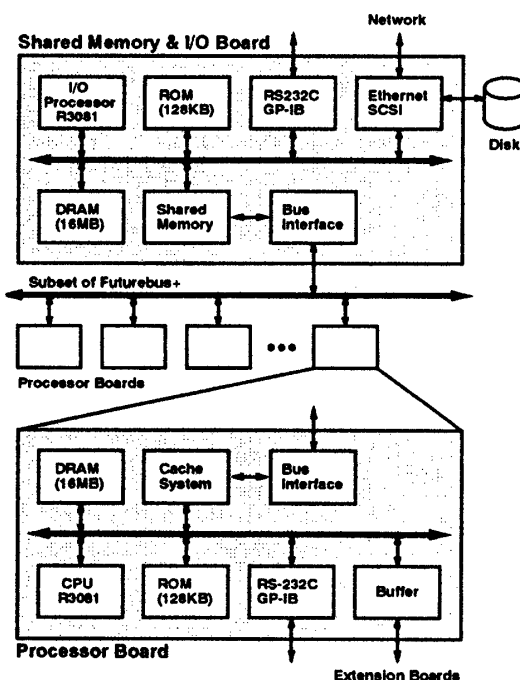 Network
Shared Memory & I/O Board
I/O
Processor
R3081
ROM
(128KB)
RS232C
GP-IB
Ethernet
SCSI
Disk
DRAM
(16MB)
Shared
Memory
Bus
Interface
Subset of Futurebus+
Processor Boards
DRAM
(16MB)
Cache
System
Bus
Interface
CPU
R3081
ROM
(128KB)
RS-232C
GP-IB
Buffer
Processor Board
Extension Boards